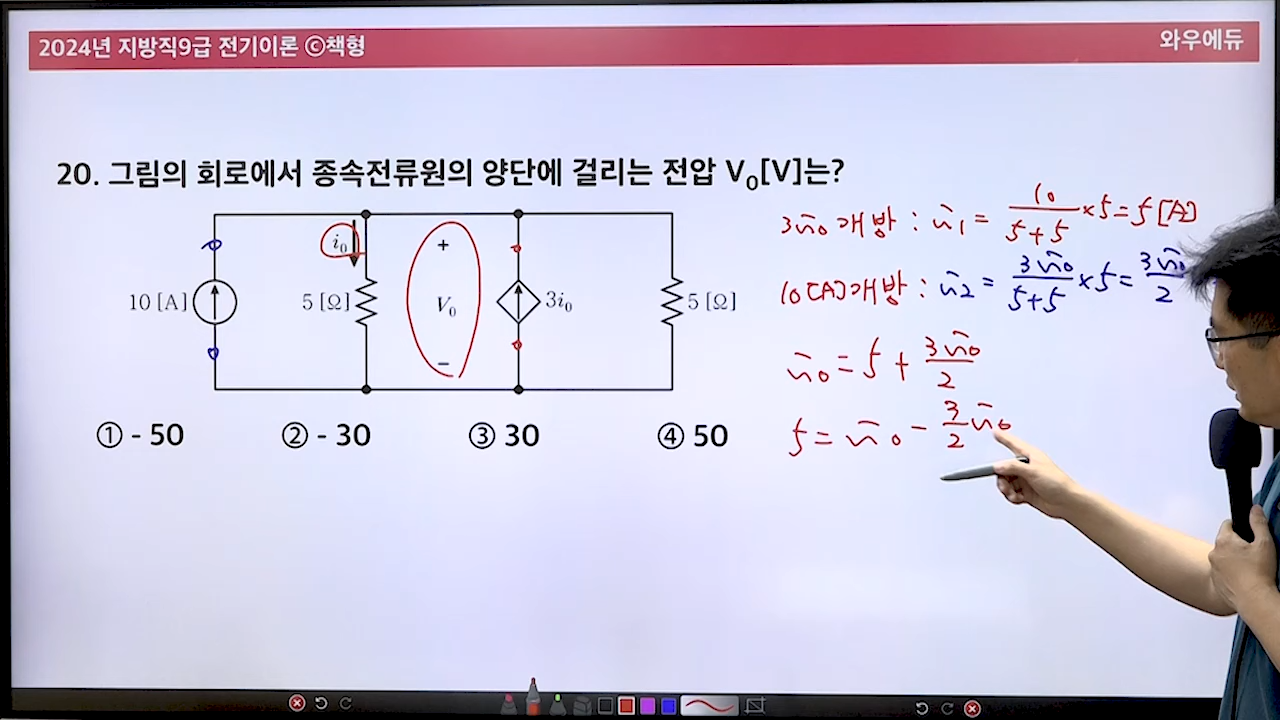 2024년 지방직9급 전기이론 ⓒ책형
와우에듀
20. 그림의 회로에서 종속전류원의 양단에 걸리는 전압 V₀[V]는?
10 [A]
i₀
5 [Ω]
+
V₀
−
3i₀
5 [Ω]
① - 50 ② - 30 ③ 30 ④ 50
3i₀ 개방 : i₁ = 10/(5+5) × 5 = 5 [A]
10[A] 개방 : i₂ = 3i₀/(5+5) × 5 = 3i₀/2
i₀ = 5 + 3i₀/2
5 = i₀ - 3/2 i₀